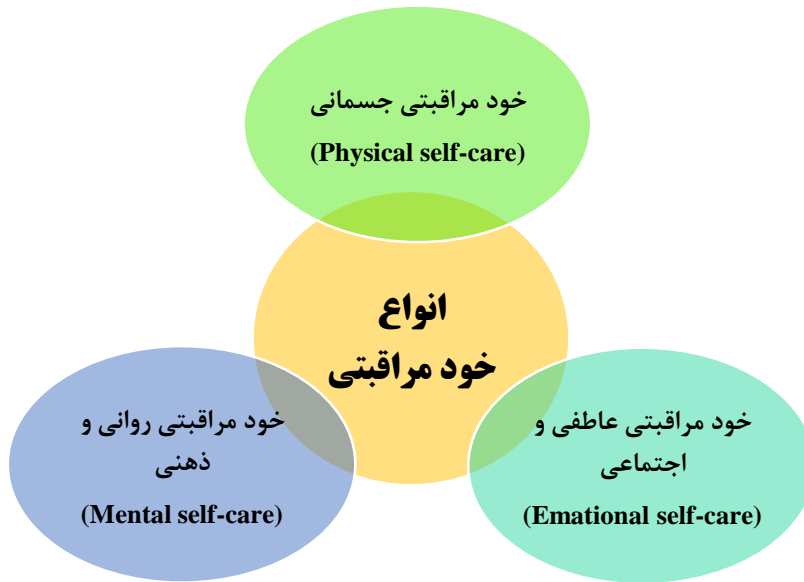 خود مراقبتی جسمانی
(Physical self-care)
انواع
خود مراقبتی
خود مراقبتی عاطفی و
اجتماعی
(Emational self-care)
خود مراقبتی روانی و
ذهنی
(Mental self-care)